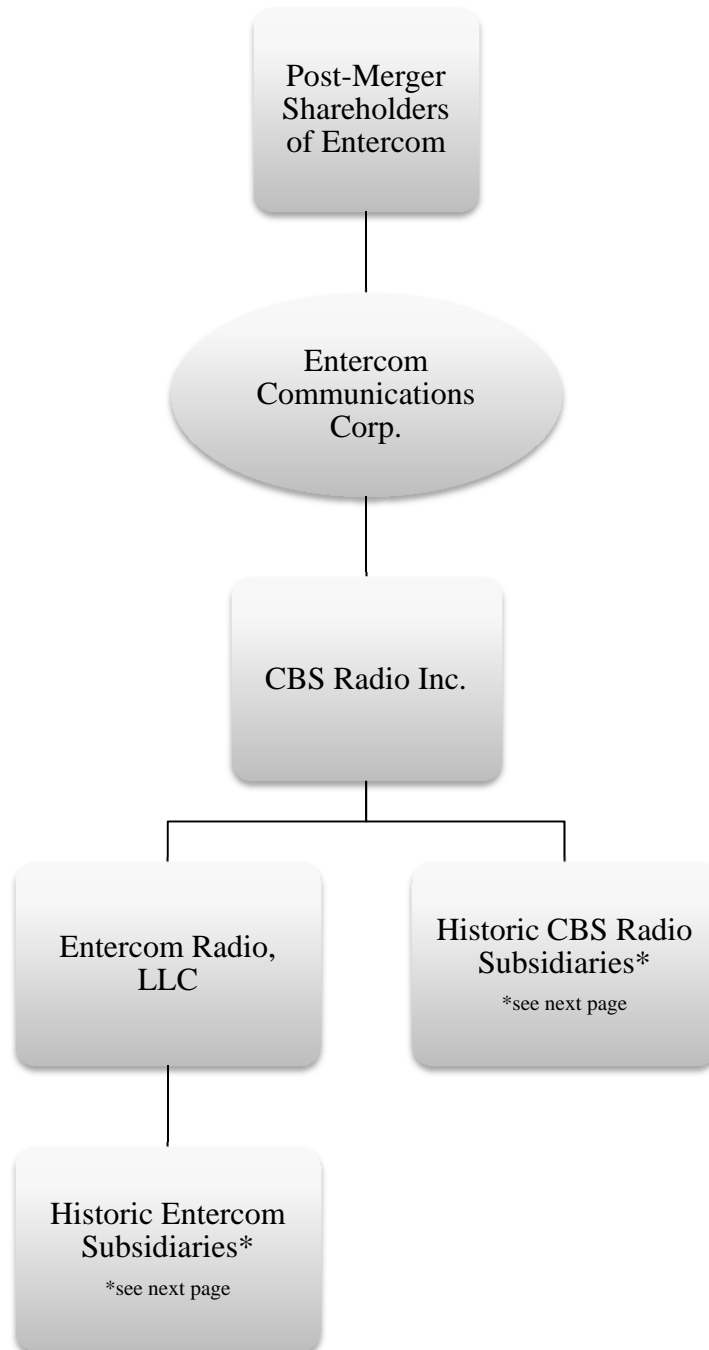 Post-Merger
Shareholders
of Entercom
Entercom
Communications
Corp.
CBS Radio Inc.
Entercom Radio,
LLC
Historic CBS Radio
Subsidiaries*
*see next page
Historic Entercom
Subsidiaries*
*see next page